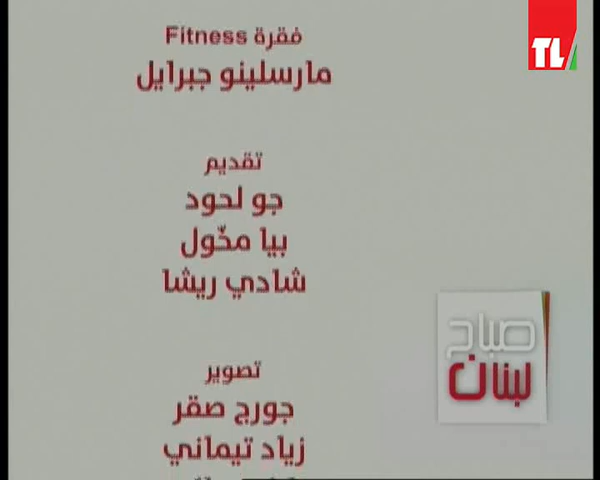 TL
فقرة Fitness
مارسلينو جبرايل
تقديم
جو لحود
بيا مخّول
شادي ريشا
صباح
لبنان
تصوير
جورج صقر
زياد تيماني